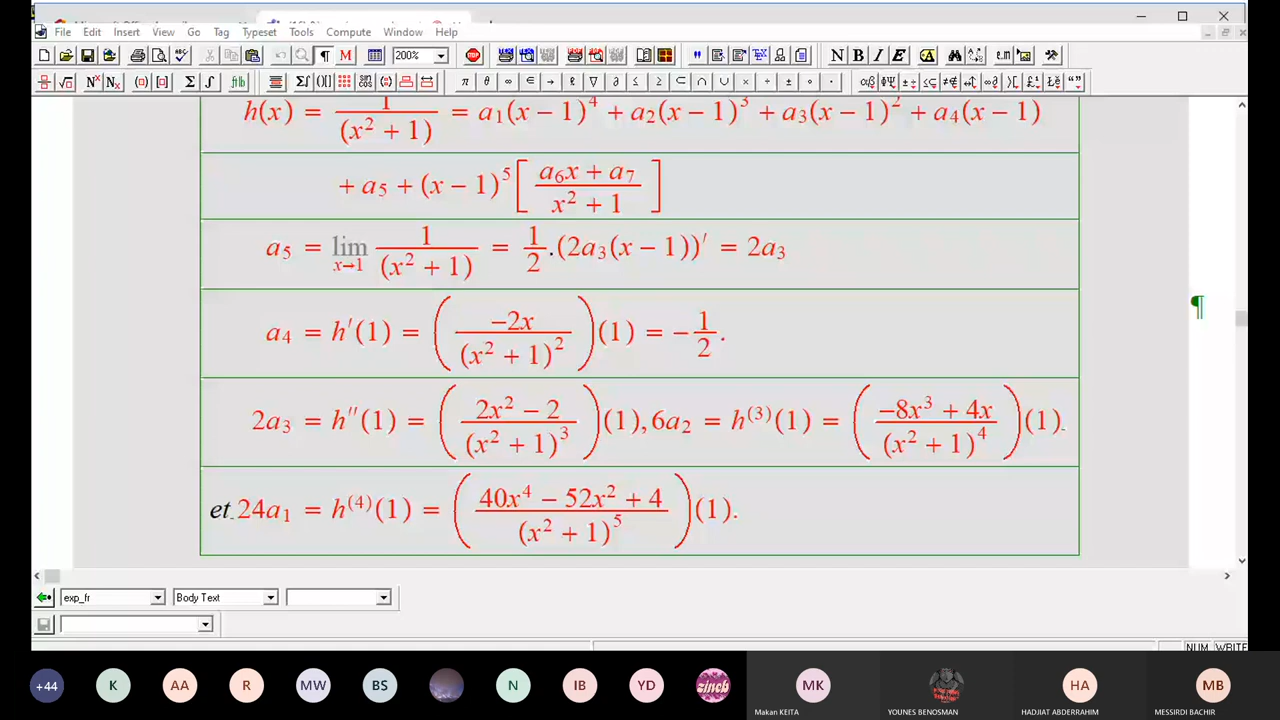 File Edit Insert View Go Tag Typeset Tools Compute Window Help
200%
h(x) = 1/(x² + 1) = a₁(x − 1)⁴ + a₂(x − 1)³ + a₃(x − 1)² + a₄(x − 1)
+ a₅ + (x − 1)⁵[(a₆x + a₇)/(x² + 1)]
a₅ = lim x→1 1/(x² + 1) = 1/2.(2a₃(x − 1))′ = 2a₃
a₄ = h′(1) = (−2x/(x² + 1)²)(1) = −1/2.
2a₃ = h″(1) = ((2x² − 2)/(x² + 1)³)(1), 6a₂ = h⁽³⁾(1) = ((−8x³ + 4x)/(x² + 1)⁴)(1).
et 24a₁ = h⁽⁴⁾(1) = ((40x⁴ − 52x² + 4)/(x² + 1)⁵)(1).
¶
exp_fr Body Text
NUM WRITE
+44 K AA R MW BS N IB YD zineb MK HA MB
Makan KEITA YOUNES BENOSMAN HADJIAT ABDERRAHIM MESSIRDI BACHIR